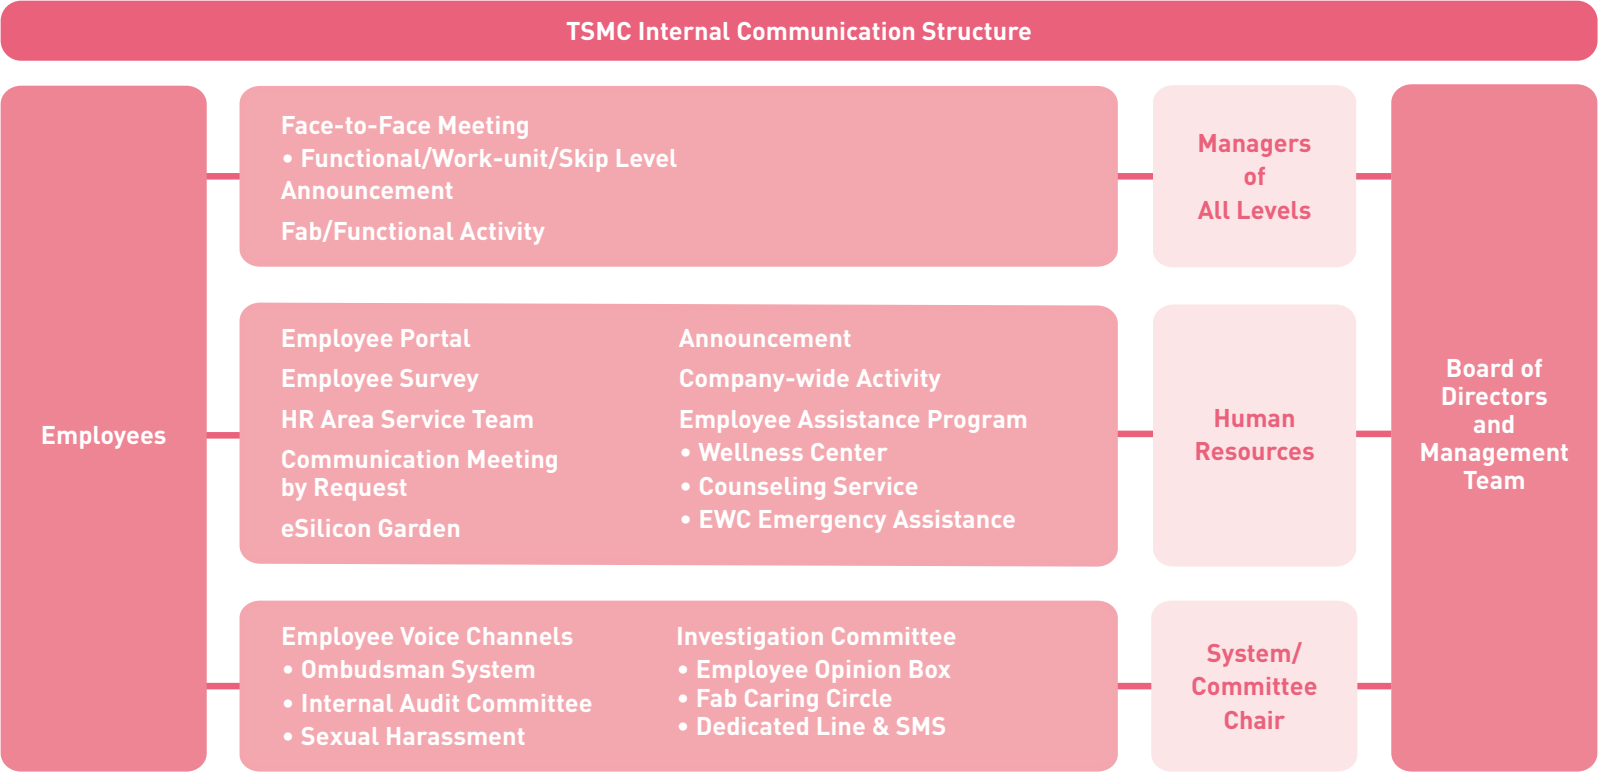 TSMC Internal Communication Structure
Employees
Face-to-Face Meeting
• Functional/Work-unit/Skip Level
Announcement
Fab/Functional Activity
Managers
of
All Levels
Employee Portal
Employee Survey
HR Area Service Team
Communication Meeting
by Request
eSilicon Garden
Announcement
Company-wide Activity
Employee Assistance Program
• Wellness Center
• Counseling Service
• EWC Emergency Assistance
Human
Resources
Employee Voice Channels
• Ombudsman System
• Internal Audit Committee
• Sexual Harassment
Investigation Committee
• Employee Opinion Box
• Fab Caring Circle
• Dedicated Line & SMS
System/
Committee
Chair
Board of
Directors
and
Management
Team